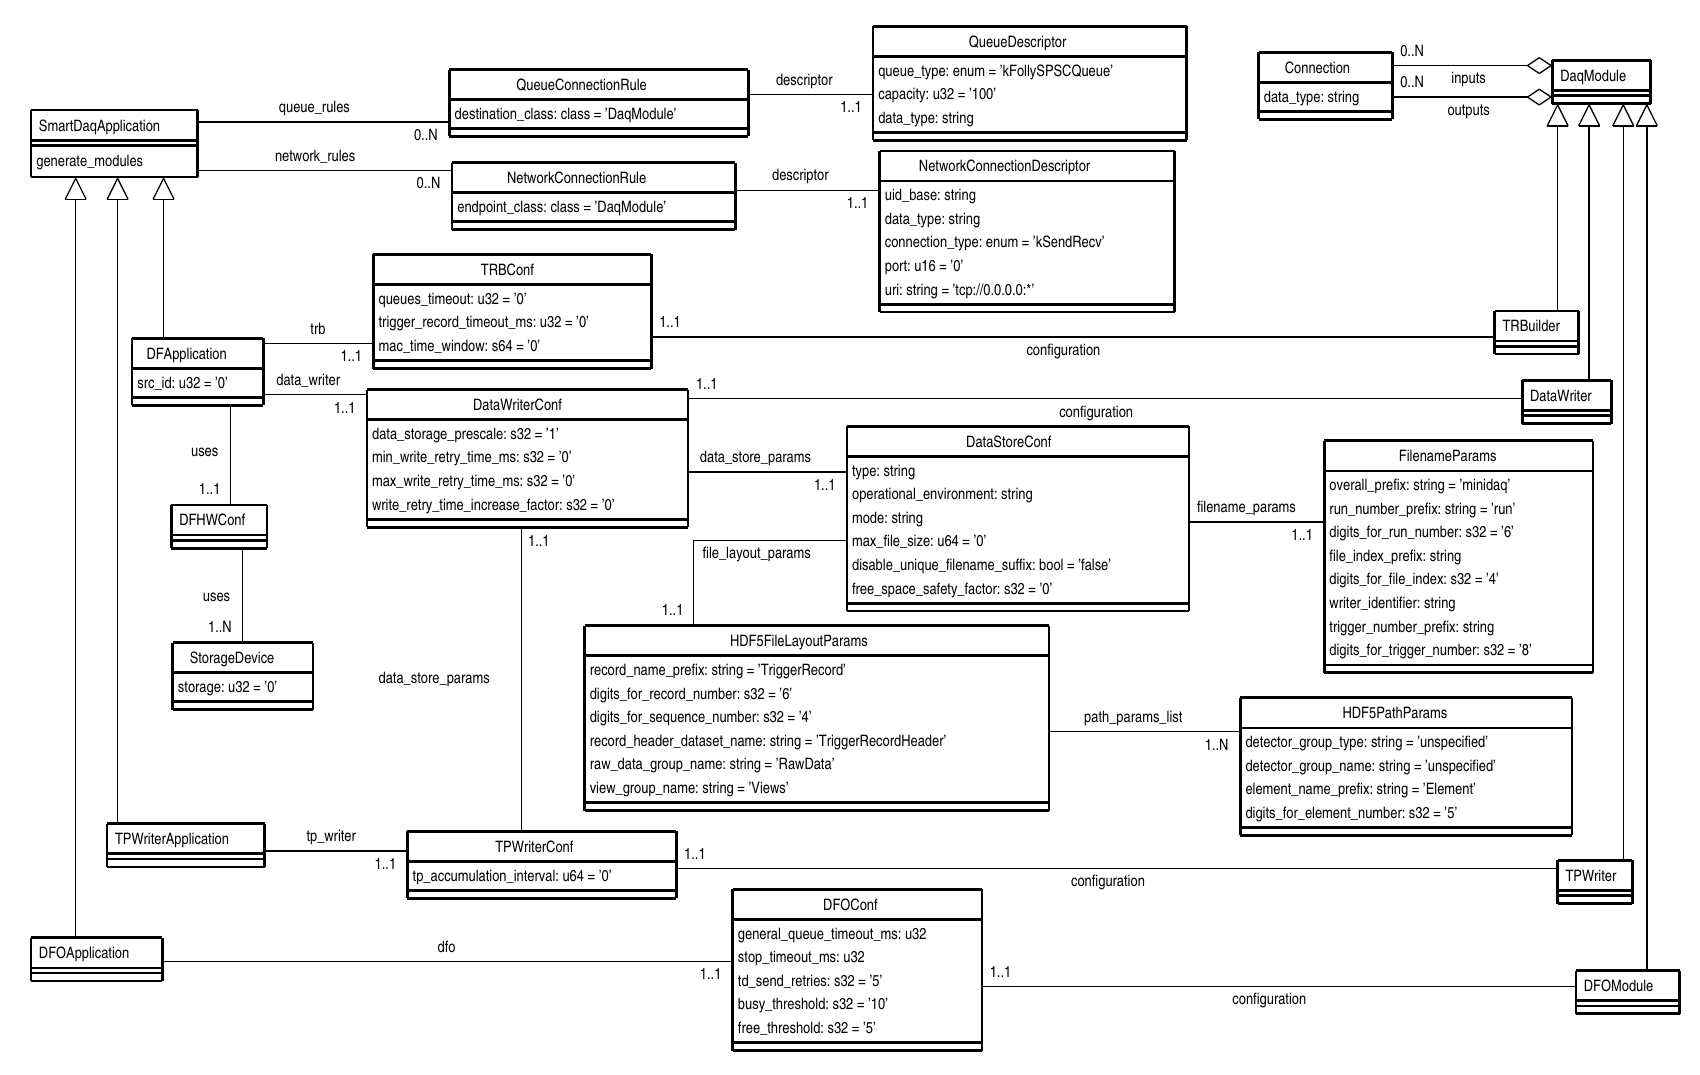 QueueDescriptor
queue_type: enum = 'kFollySPSCQueue'
capacity: u32 = '100'
data_type: string
descriptor
1..1
QueueConnectionRule
destination_class: class = 'DaqModule'
queue_rules
0..N
SmartDaqApplication
generate_modules
network_rules
0..N
NetworkConnectionRule
endpoint_class: class = 'DaqModule'
descriptor
1..1
NetworkConnectionDescriptor
uid_base: string
data_type: string
connection_type: enum = 'kSendRecv'
port: u16 = '0'
uri: string = 'tcp://0.0.0.0:*'
Connection
data_type: string
0..N
inputs
0..N
outputs
DaqModule
TRBConf
queues_timeout: u32 = '0'
trigger_record_timeout_ms: u32 = '0'
mac_time_window: s64 = '0'
trb
1..1
1..1
configuration
TRBuilder
DFApplication
src_id: u32 = '0'
data_writer
1..1
DataWriterConf
data_storage_prescale: s32 = '1'
min_write_retry_time_ms: s32 = '0'
max_write_retry_time_ms: s32 = '0'
write_retry_time_increase_factor: s32 = '0'
1..1
configuration
DataWriter
uses
1..1
DFHWConf
uses
1..N
StorageDevice
storage: u32 = '0'
data_store_params
1..1
DataStoreConf
type: string
operational_environment: string
mode: string
max_file_size: u64 = '0'
disable_unique_filename_suffix: bool = 'false'
free_space_safety_factor: s32 = '0'
filename_params
1..1
FilenameParams
overall_prefix: string = 'minidaq'
run_number_prefix: string = 'run'
digits_for_run_number: s32 = '6'
file_index_prefix: string
digits_for_file_index: s32 = '4'
writer_identifier: string
trigger_number_prefix: string
digits_for_trigger_number: s32 = '8'
1..1
data_store_params
file_layout_params
1..1
HDF5FileLayoutParams
record_name_prefix: string = 'TriggerRecord'
digits_for_record_number: s32 = '6'
digits_for_sequence_number: s32 = '4'
record_header_dataset_name: string = 'TriggerRecordHeader'
raw_data_group_name: string = 'RawData'
view_group_name: string = 'Views'
path_params_list
1..N
HDF5PathParams
detector_group_type: string = 'unspecified'
detector_group_name: string = 'unspecified'
element_name_prefix: string = 'Element'
digits_for_element_number: s32 = '5'
TPWriterApplication
tp_writer
1..1
TPWriterConf
tp_accumulation_interval: u64 = '0'
1..1
configuration
TPWriter
DFOApplication
dfo
1..1
DFOConf
general_queue_timeout_ms: u32
stop_timeout_ms: u32
td_send_retries: s32 = '5'
busy_threshold: s32 = '10'
free_threshold: s32 = '5'
1..1
configuration
DFOModule